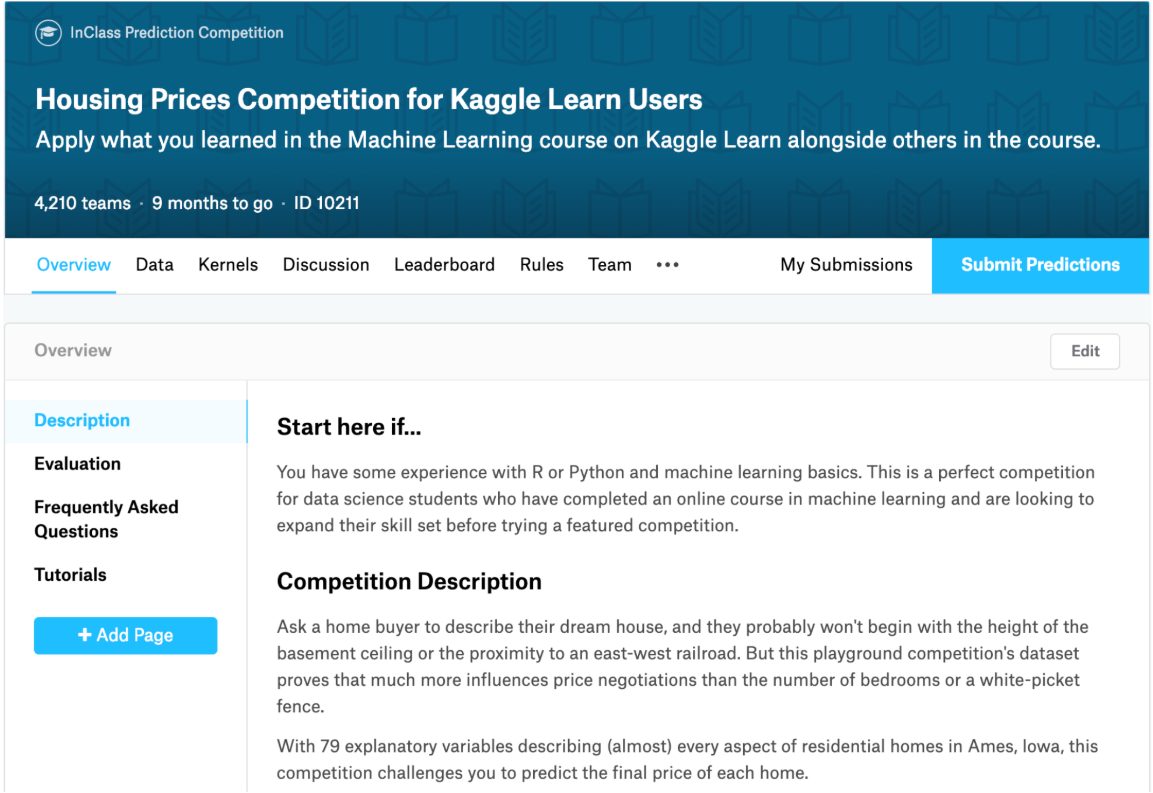 InClass Prediction Competition
Housing Prices Competition for Kaggle Learn Users
Apply what you learned in the Machine Learning course on Kaggle Learn alongside others in the course.
4,210 teams · 9 months to go · ID 10211
Overview Data Kernels Discussion Leaderboard Rules Team ••• My Submissions Submit Predictions
Overview Edit
Description
Evaluation
Frequently Asked
Questions
Tutorials
+ Add Page
Start here if...
You have some experience with R or Python and machine learning basics. This is a perfect competition
for data science students who have completed an online course in machine learning and are looking to
expand their skill set before trying a featured competition.
Competition Description
Ask a home buyer to describe their dream house, and they probably won't begin with the height of the
basement ceiling or the proximity to an east-west railroad. But this playground competition's dataset
proves that much more influences price negotiations than the number of bedrooms or a white-picket
fence.
With 79 explanatory variables describing (almost) every aspect of residential homes in Ames, Iowa, this
competition challenges you to predict the final price of each home.